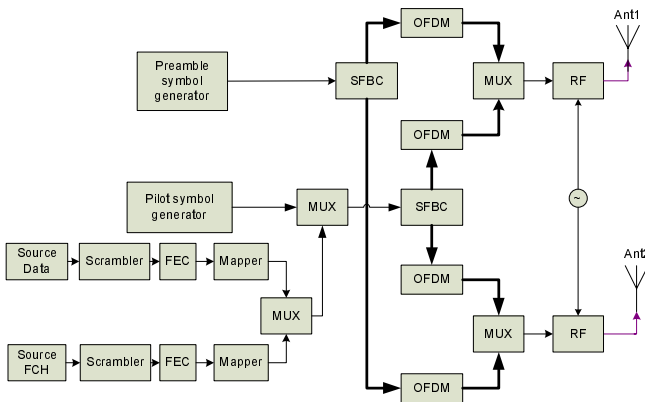 Ant1
OFDM
Preamble
symbol
generator
SFBC
MUX
RF
OFDM
Pilot symbol
generator
MUX
SFBC
~
Source
Data
Scrambler
FEC
Mapper
OFDM
Ant2
MUX
MUX
RF
Source
FCH
Scrambler
FEC
Mapper
OFDM